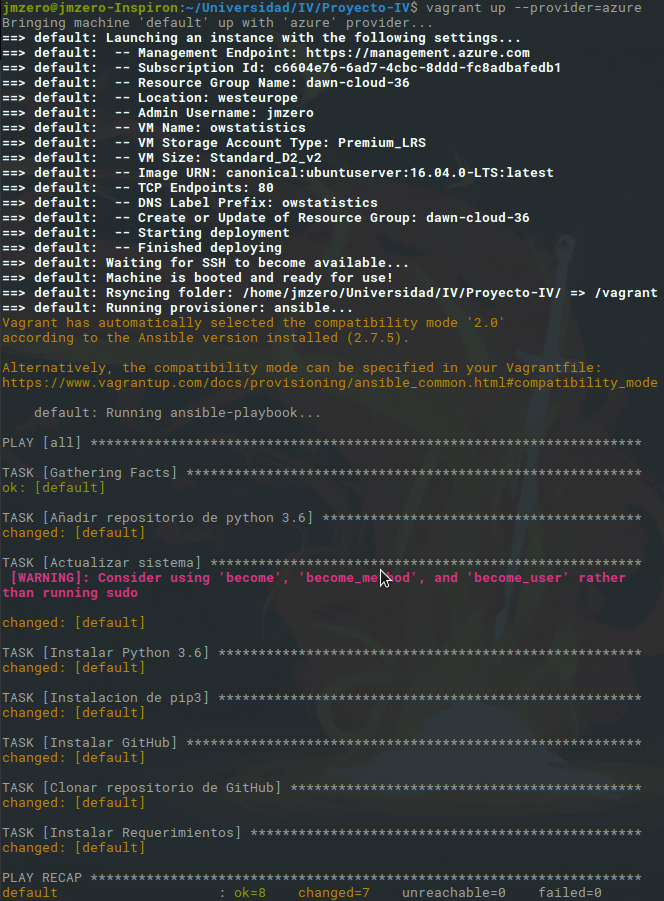 jmzero@jmzero-Inspiron:~/Universidad/IV/Proyecto-IV$ vagrant up --provider=azure
Bringing machine 'default' up with 'azure' provider...
==> default: Launching an instance with the following settings...
==> default:  -- Management Endpoint: https://management.azure.com
==> default:  -- Subscription Id: c6604e76-6ad7-4cbc-8ddd-fc8adbafedb1
==> default:  -- Resource Group Name: dawn-cloud-36
==> default:  -- Location: westeurope
==> default:  -- Admin Username: jmzero
==> default:  -- VM Name: owstatistics
==> default:  -- VM Storage Account Type: Premium_LRS
==> default:  -- VM Size: Standard_D2_v2
==> default:  -- Image URN: canonical:ubuntuserver:16.04.0-LTS:latest
==> default:  -- TCP Endpoints: 80
==> default:  -- DNS Label Prefix: owstatistics
==> default:  -- Create or Update of Resource Group: dawn-cloud-36
==> default:  -- Starting deployment
==> default:  -- Finished deploying
==> default: Waiting for SSH to become available...
==> default: Machine is booted and ready for use!
==> default: Rsyncing folder: /home/jmzero/Universidad/IV/Proyecto-IV/ => /vagrant
==> default: Running provisioner: ansible...
Vagrant has automatically selected the compatibility mode '2.0'
according to the Ansible version installed (2.7.5).
Alternatively, the compatibility mode can be specified in your Vagrantfile:
https://www.vagrantup.com/docs/provisioning/ansible_common.html#compatibility_mode
    default: Running ansible-playbook...
PLAY [all] *********************************************************************
TASK [Gathering Facts] *********************************************************
ok: [default]
TASK [Añadir repositorio de python 3.6] ****************************************
changed: [default]
TASK [Actualizar sistema] ******************************************************
 [WARNING]: Consider using 'become', 'become_method', and 'become_user' rather
than running sudo
changed: [default]
TASK [Instalar Python 3.6] *****************************************************
changed: [default]
TASK [Instalacion de pip3] *****************************************************
changed: [default]
TASK [Instalar GitHub] *********************************************************
changed: [default]
TASK [Clonar repositorio de GitHub] ********************************************
changed: [default]
TASK [Instalar Requerimientos] *************************************************
changed: [default]
PLAY RECAP *********************************************************************
default                    : ok=8    changed=7    unreachable=0    failed=0